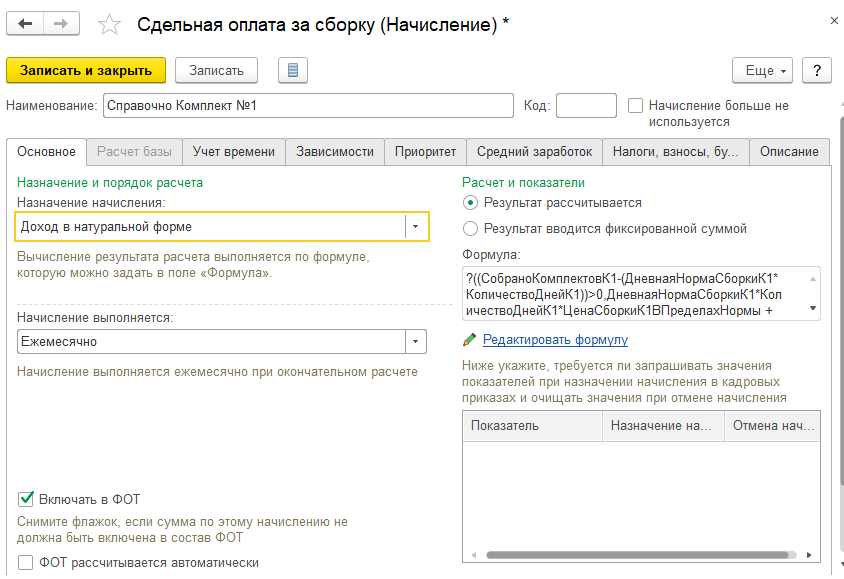 Сдельная оплата за сборку (Начисление) *
Записать и закрыть
Записать
Еще
?
Наименование:
Справочно Комплект №1
Код:
Начисление больше не
используется
Основное
Расчет базы
Учет времени
Зависимости
Приоритет
Средний заработок
Налоги, взносы, бу...
Описание
Назначение и порядок расчета
Назначение начисления:
Доход в натуральной форме
Вычисление результата расчета выполняется по формуле,
которую можно задать в поле «Формула».
Начисление выполняется:
Ежемесячно
Начисление выполняется ежемесячно при окончательном расчете
Включать в ФОТ
Снимите флажок, если сумма по этому начислению не
должна быть включена в состав ФОТ
ФОТ рассчитывается автоматически
Расчет и показатели
Результат рассчитывается
Результат вводится фиксированной суммой
Формула:
?((СобраноКомплектовК1-(ДневнаяНормаСборкиК1*
КоличествоДнейК1))>0,ДневнаяНормаСборкиК1*Кол
ичествоДнейК1*ЦенаСборкиК1ВПределахНормы +
Редактировать формулу
Ниже укажите, требуется ли запрашивать значения
показателей при назначении начисления в кадровых
приказах и очищать значения при отмене начисления
Показатель
Назначение на...
Отмена нач...